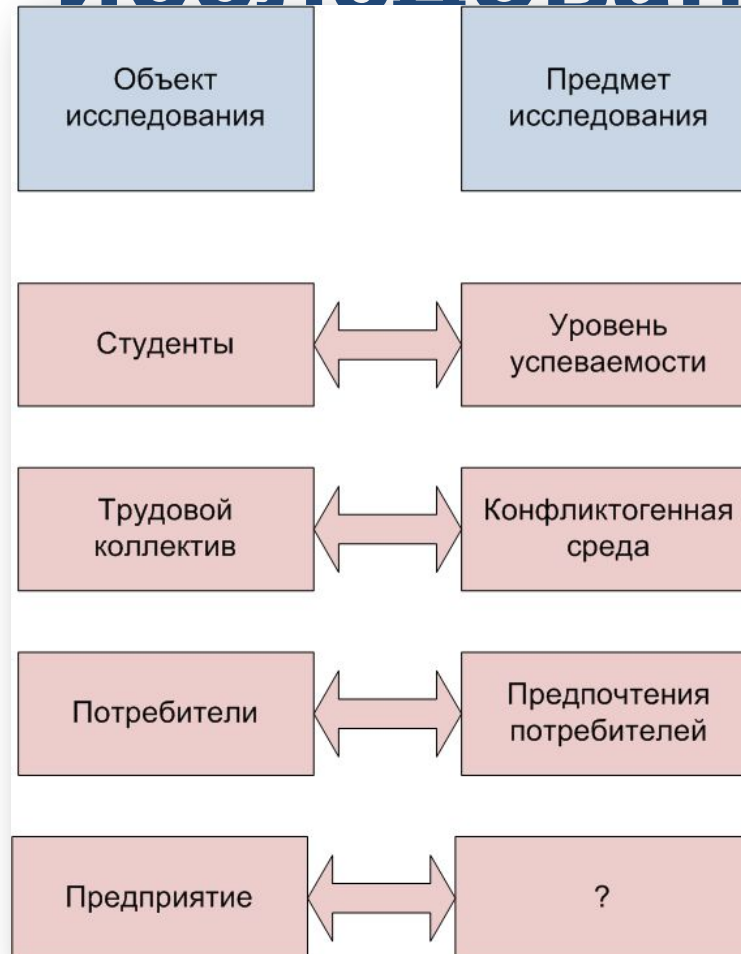 Объект
исследования
Предмет
исследования
Студенты
Уровень
успеваемости
Трудовой
коллектив
Конфликтогенная
среда
Потребители
Предпочтения
потребителей
Предприятие
?